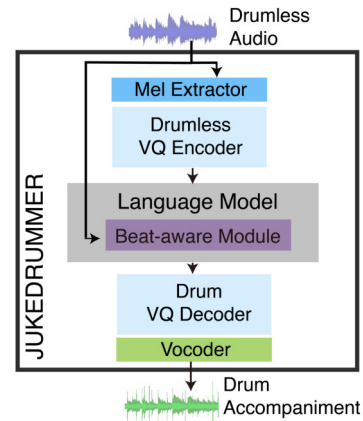 Drumless
Audio
JUKEDRUMMER
Mel Extractor
Drumless
VQ Encoder
Language Model
Beat-aware Module
Drum
VQ Decoder
Vocoder
Drum
Accompaniment